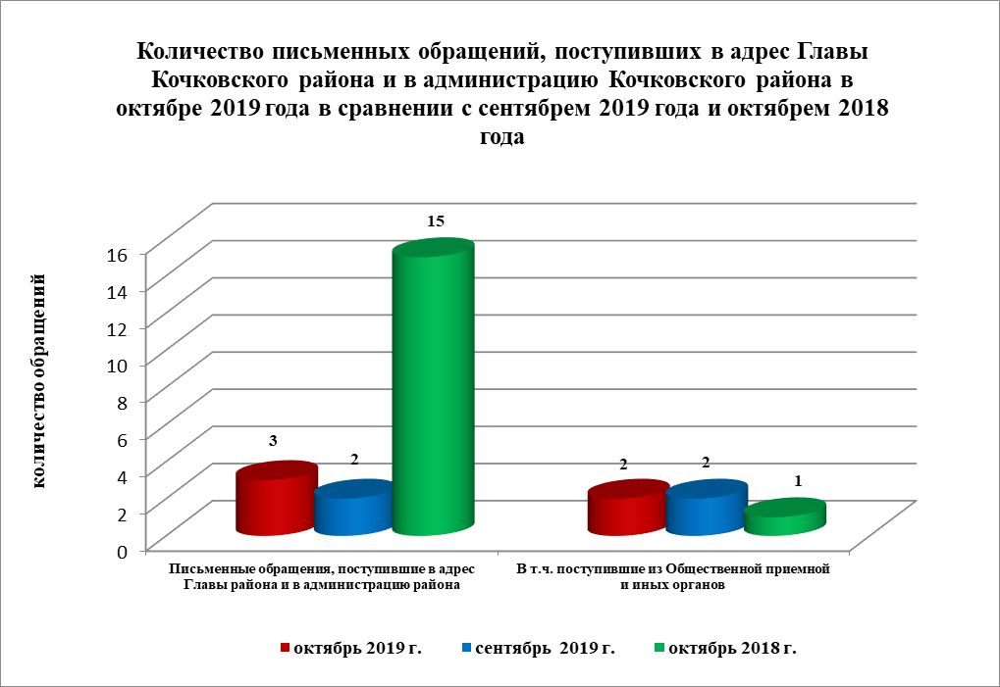 Количество письменных обращений, поступивших в адрес Главы
Кочковского района и в администрацию Кочковского района в
октябре 2019 года в сравнении с сентябрем 2019 года и октябрем 2018
года
количество обращений
16
14
12
10
8
6
4
2
0
3
2
15
2
2
1
Письменные обращения, поступившие в адрес
Главы района и в администрацию района
В т.ч. поступившие из Общественной приемной
и иных органов
октябрь 2019 г.
сентябрь 2019 г.
октябрь 2018 г.